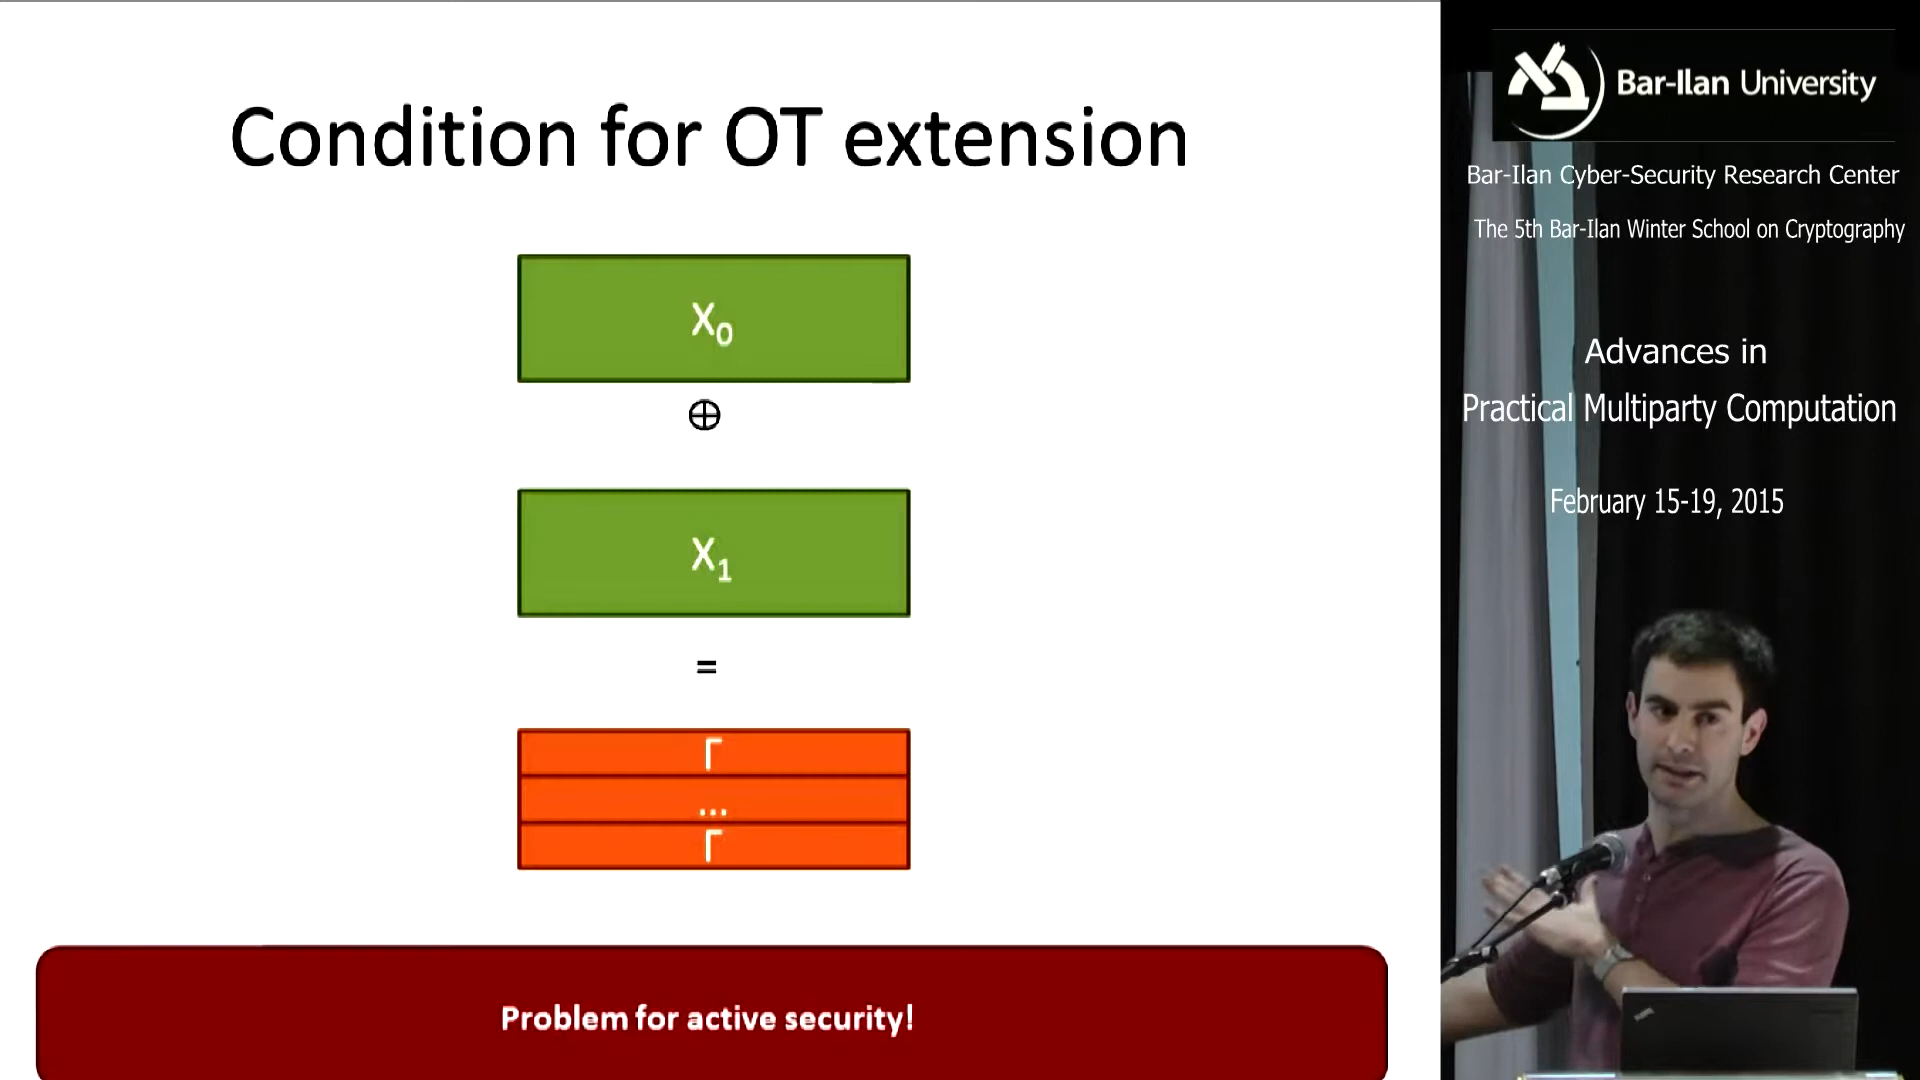 Condition for OT extension
X₀
⊕
X₁
=
Γ
...
Γ
Problem for active security!
Bar-Ilan University
Bar-Ilan Cyber-Security Research Center
The 5th Bar-Ilan Winter School on Cryptography
Advances in
Practical Multiparty Computation
February 15-19, 2015